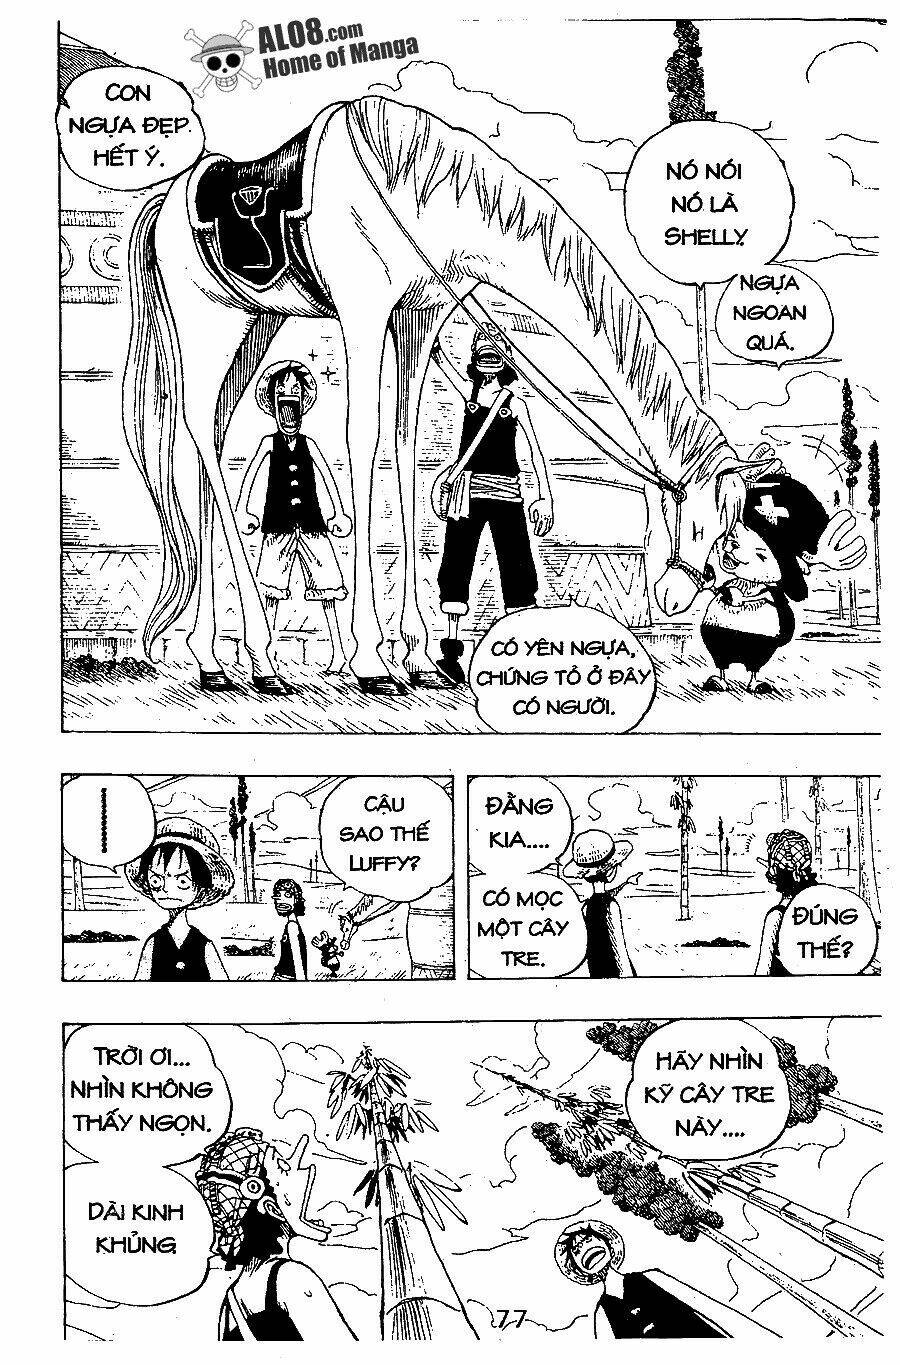 AL08.com
Home of Manga
CON
NGỰA ĐẸP
HẾT Ý.
NÓ NÓI
NÓ LÀ
SHELLY.
NGỰA
NGOAN
QUÁ.
H
CÓ YÊN NGỰA,
CHỨNG TỎ Ở ĐÂY
CÓ NGƯỜI.
CẬU
SAO THẾ
LUFFY?
ĐẰNG
KIA....
CÓ MỌC
MỘT CÂY
TRE.
ĐÚNG
THẾ?
TRỜI ƠI...
NHÌN KHÔNG
THẤY NGỌN.
DÀI KINH
KHỦNG.
HÃY NHÌN
KỸ CÂY TRE
NÀY....
77